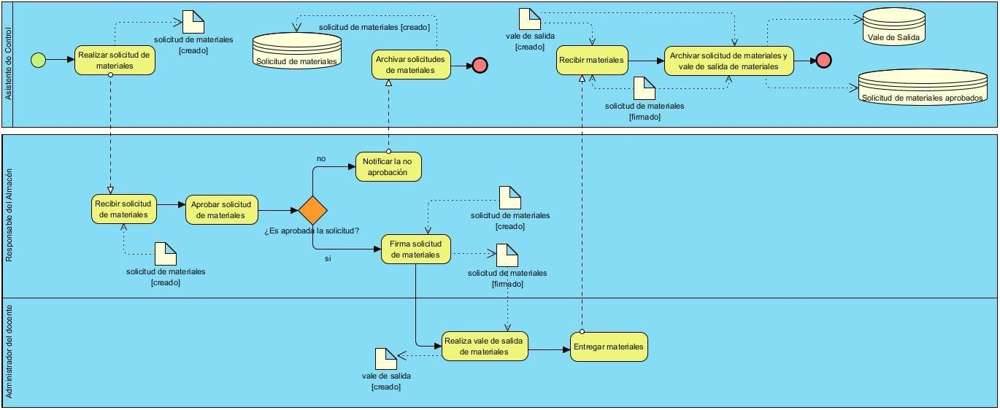 Asistente de Control
Realizar solicitud de
materiales
solicitud de materiales
[creado]
Solicitud de materiales
solicitud de materiales [creado]
Archivar solicitudes
de materiales
vale de salida
[creado]
Recibir materiales
solicitud de materiales
[firmado]
Archivar solicitud de materiales y
vale de salida de materiales
Vale de Salida
Solicitud de materiales aprobados
Responsable del Almacén
Recibir solicitud
de materiales
solicitud de materiales
[creado]
Aprobar solicitud
de materiales
¿Es aprobada la solicitud?
no
si
Notificar la no
aprobación
Firma solicitud
de materiales
solicitud de materiales
[creado]
solicitud de materiales
[firmado]
Administrador del docente
Realiza vale de salida
de materiales
vale de salida
[creado]
Entregar materiales